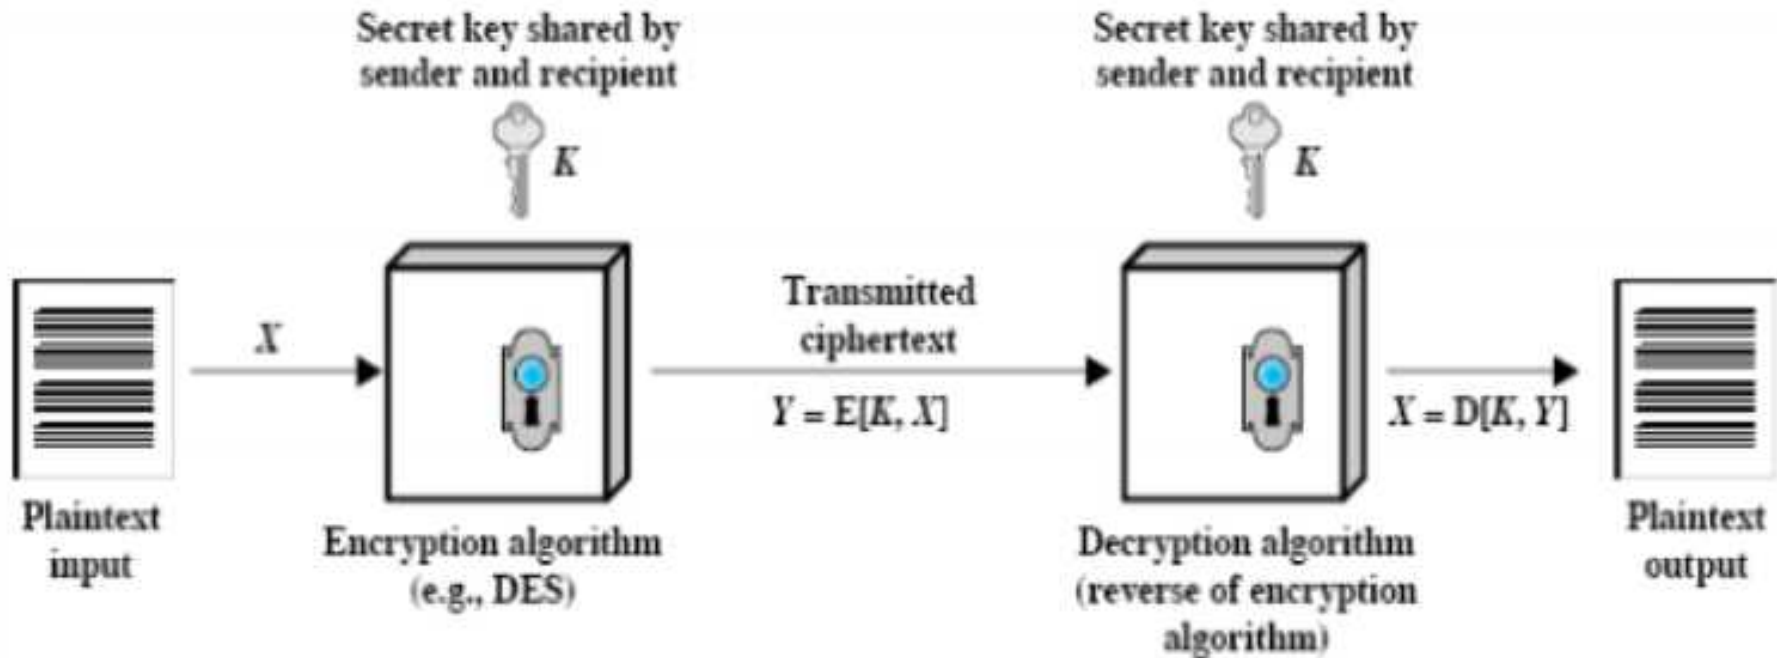 Secret key shared by
sender and recipient
K
Secret key shared by
sender and recipient
K
X
Transmitted
ciphertext
Y = E[K, X]
X = D[K, Y]
Plaintext
input
Encryption algorithm
(e.g., DES)
Decryption algorithm
(reverse of encryption
algorithm)
Plaintext
output